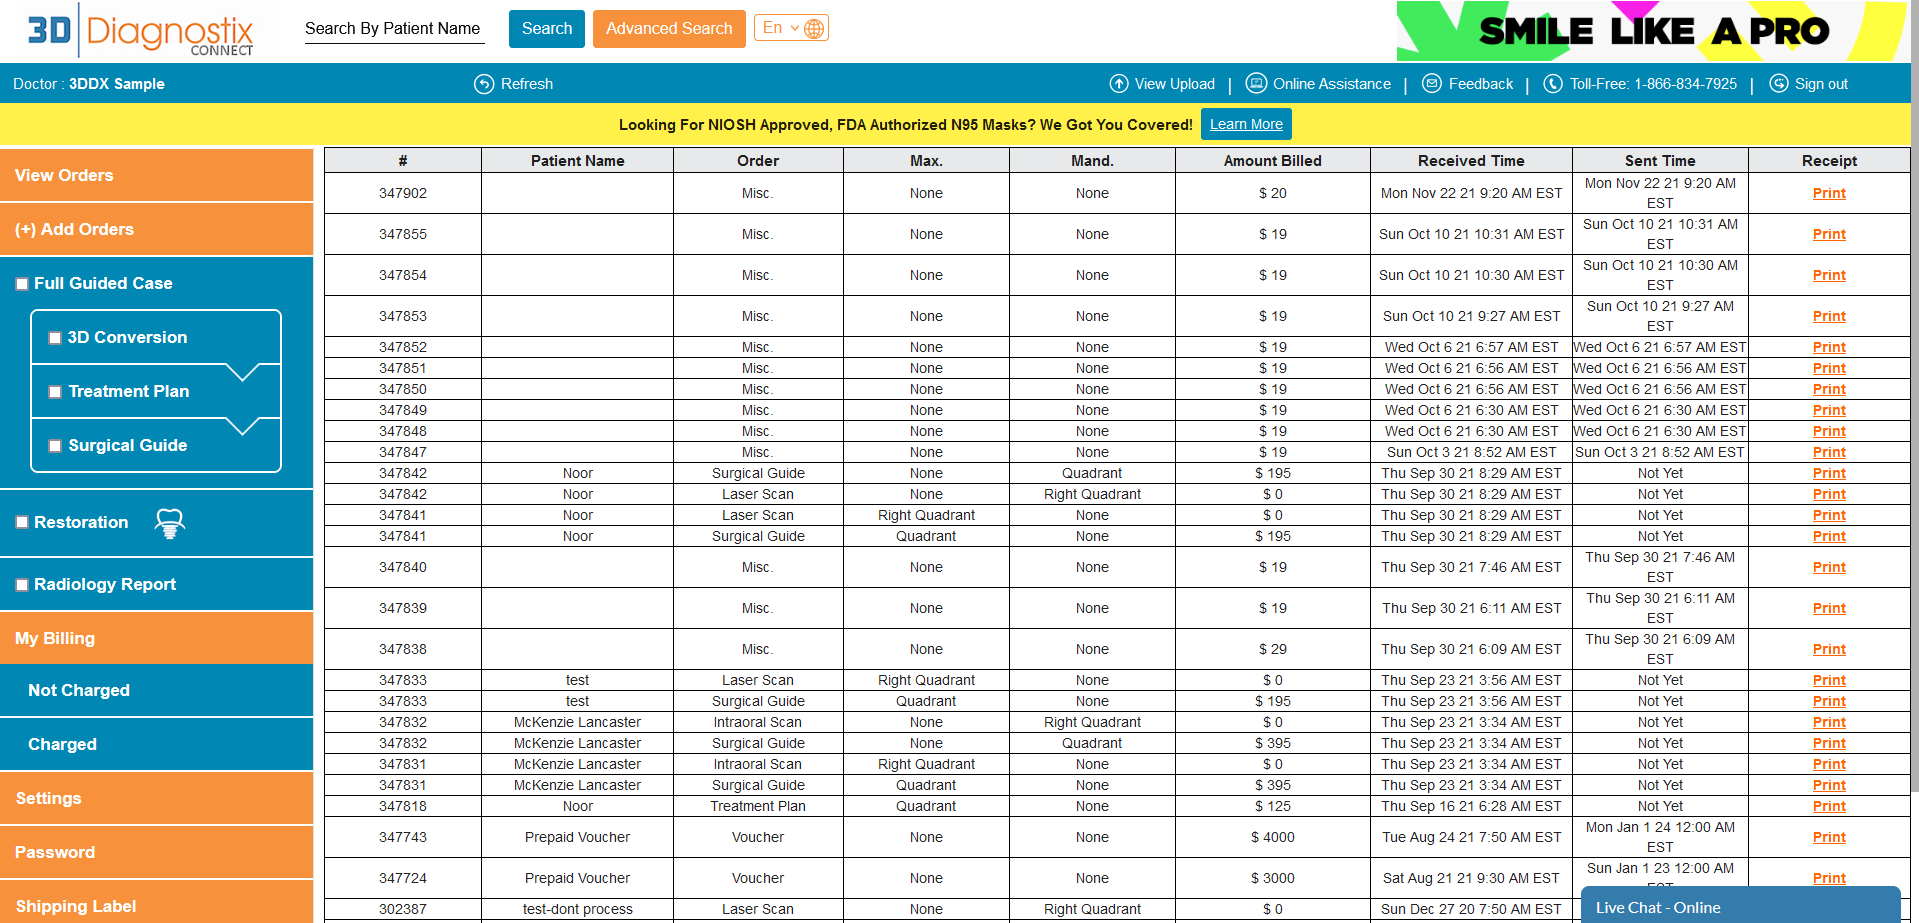 3D Diagnostix
CONNECT
Search By Patient Name
Search
Advanced Search
En
SMILE LIKE A PRO
Doctor : 3DDX Sample
Refresh
View Upload | Online Assistance | Feedback | Toll-Free: 1-866-834-7925 | Sign out
Looking For NIOSH Approved, FDA Authorized N95 Masks? We Got You Covered! Learn More
View Orders
(+) Add Orders
Full Guided Case
3D Conversion
Treatment Plan
Surgical Guide
Restoration
Radiology Report
My Billing
Not Charged
Charged
Settings
Password
Shipping Label
# Patient Name Order Max. Mand. Amount Billed Received Time Sent Time Receipt
347902 Misc. None None $ 20 Mon Nov 22 21 9:20 AM EST Mon Nov 22 21 9:20 AM EST Print
347855 Misc. None None $ 19 Sun Oct 10 21 10:31 AM EST Sun Oct 10 21 10:31 AM EST Print
347854 Misc. None None $ 19 Sun Oct 10 21 10:30 AM EST Sun Oct 10 21 10:30 AM EST Print
347853 Misc. None None $ 19 Sun Oct 10 21 9:27 AM EST Sun Oct 10 21 9:27 AM EST Print
347852 Misc. None None $ 19 Wed Oct 6 21 6:57 AM EST Wed Oct 6 21 6:57 AM EST Print
347851 Misc. None None $ 19 Wed Oct 6 21 6:56 AM EST Wed Oct 6 21 6:56 AM EST Print
347850 Misc. None None $ 19 Wed Oct 6 21 6:56 AM EST Wed Oct 6 21 6:56 AM EST Print
347849 Misc. None None $ 19 Wed Oct 6 21 6:30 AM EST Wed Oct 6 21 6:30 AM EST Print
347848 Misc. None None $ 19 Wed Oct 6 21 6:30 AM EST Wed Oct 6 21 6:30 AM EST Print
347847 Misc. None None $ 19 Sun Oct 3 21 8:52 AM EST Sun Oct 3 21 8:52 AM EST Print
347842 Noor Surgical Guide None Quadrant $ 195 Thu Sep 30 21 8:29 AM EST Not Yet Print
347842 Noor Laser Scan None Right Quadrant $ 0 Thu Sep 30 21 8:29 AM EST Not Yet Print
347841 Noor Laser Scan Right Quadrant None $ 0 Thu Sep 30 21 8:29 AM EST Not Yet Print
347841 Noor Surgical Guide Quadrant None $ 195 Thu Sep 30 21 8:29 AM EST Not Yet Print
347840 Misc. None None $ 19 Thu Sep 30 21 7:46 AM EST Thu Sep 30 21 7:46 AM EST Print
347839 Misc. None None $ 19 Thu Sep 30 21 6:11 AM EST Thu Sep 30 21 6:11 AM EST Print
347838 Misc. None None $ 29 Thu Sep 30 21 6:09 AM EST Thu Sep 30 21 6:09 AM EST Print
347833 test Laser Scan Right Quadrant None $ 0 Thu Sep 23 21 3:56 AM EST Not Yet Print
347833 test Surgical Guide Quadrant None $ 195 Thu Sep 23 21 3:56 AM EST Not Yet Print
347832 McKenzie Lancaster Intraoral Scan None Right Quadrant $ 0 Thu Sep 23 21 3:34 AM EST Not Yet Print
347832 McKenzie Lancaster Surgical Guide None Quadrant $ 395 Thu Sep 23 21 3:34 AM EST Not Yet Print
347831 McKenzie Lancaster Intraoral Scan Right Quadrant None $ 0 Thu Sep 23 21 3:34 AM EST Not Yet Print
347831 McKenzie Lancaster Surgical Guide Quadrant None $ 395 Thu Sep 23 21 3:34 AM EST Not Yet Print
347818 Noor Treatment Plan Quadrant None $ 125 Thu Sep 16 21 6:28 AM EST Not Yet Print
347743 Prepaid Voucher Voucher None None $ 4000 Tue Aug 24 21 7:50 AM EST Mon Jan 1 24 12:00 AM EST Print
347724 Prepaid Voucher Voucher None None $ 3000 Sat Aug 21 21 9:30 AM EST Sun Jan 1 23 12:00 AM Print
302387 test-dont process Laser Scan None Right Quadrant $ 0 Sun Dec 27 20 7:50 AM EST
Live Chat - Online